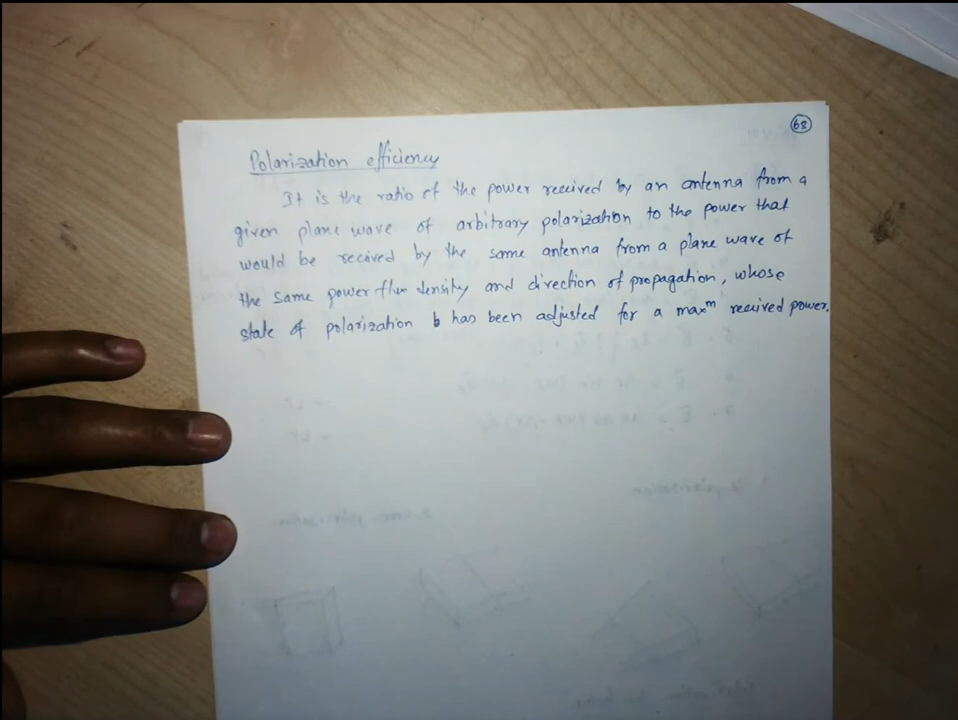 68
Polarization efficiency
It is the ratio of the power received by an antenna from a
given plane wave of arbitrary polarization to the power that
would be recived by the same antenna from a plane wave of
the same power flux density and direction of propagation, whose
state of polarization b has been adjusted for a maxᵐ received power.